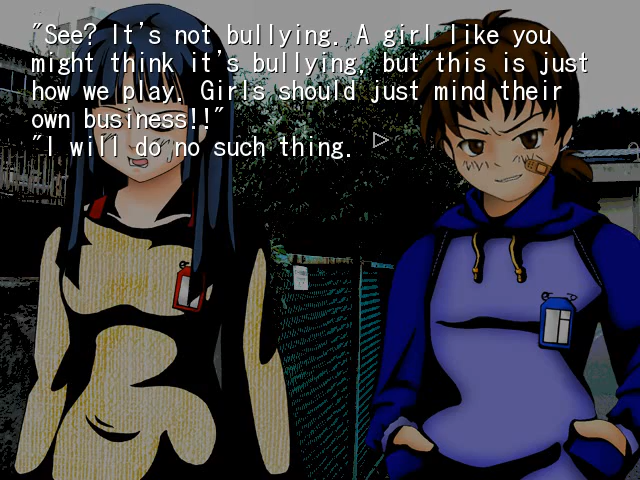 "See? It's not bullying. A girl like you
might think it's bullying, but this is just
how we play. Girls should just mind their
own business!!"
"I will do no such thing.